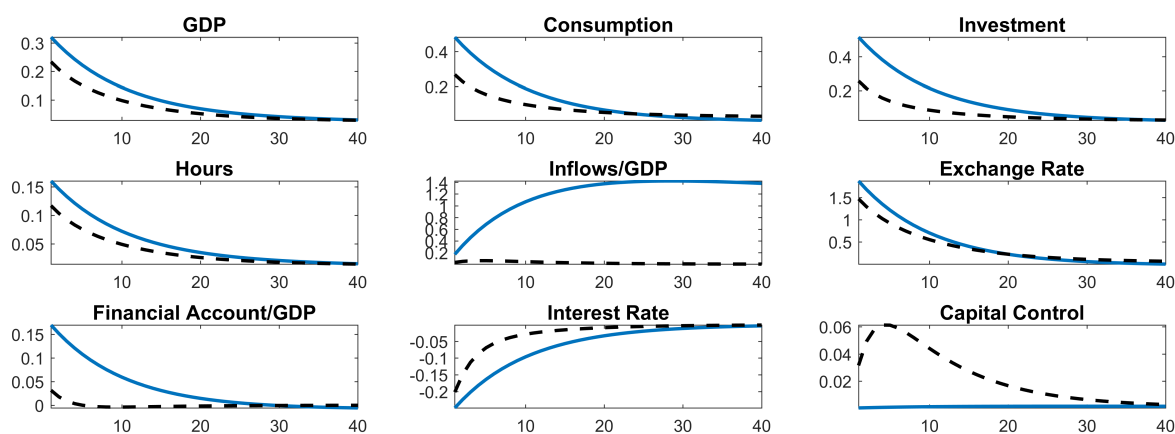 GDP
0.3
0.2
0.1
10 20 30 40
Consumption
0.4
0.2
10 20 30 40
Investment
0.4
0.2
10 20 30 40
Hours
0.15
0.1
0.05
10 20 30 40
Inflows/GDP
1.4
1.2
1
0.8
0.6
0.4
0.2
10 20 30 40
Exchange Rate
1.5
1
0.5
10 20 30 40
Financial Account/GDP
0.15
0.1
0.05
0
10 20 30 40
Interest Rate
-0.05
-0.1
-0.15
-0.2
10 20 30 40
Capital Control
0.06
0.04
0.02
10 20 30 40